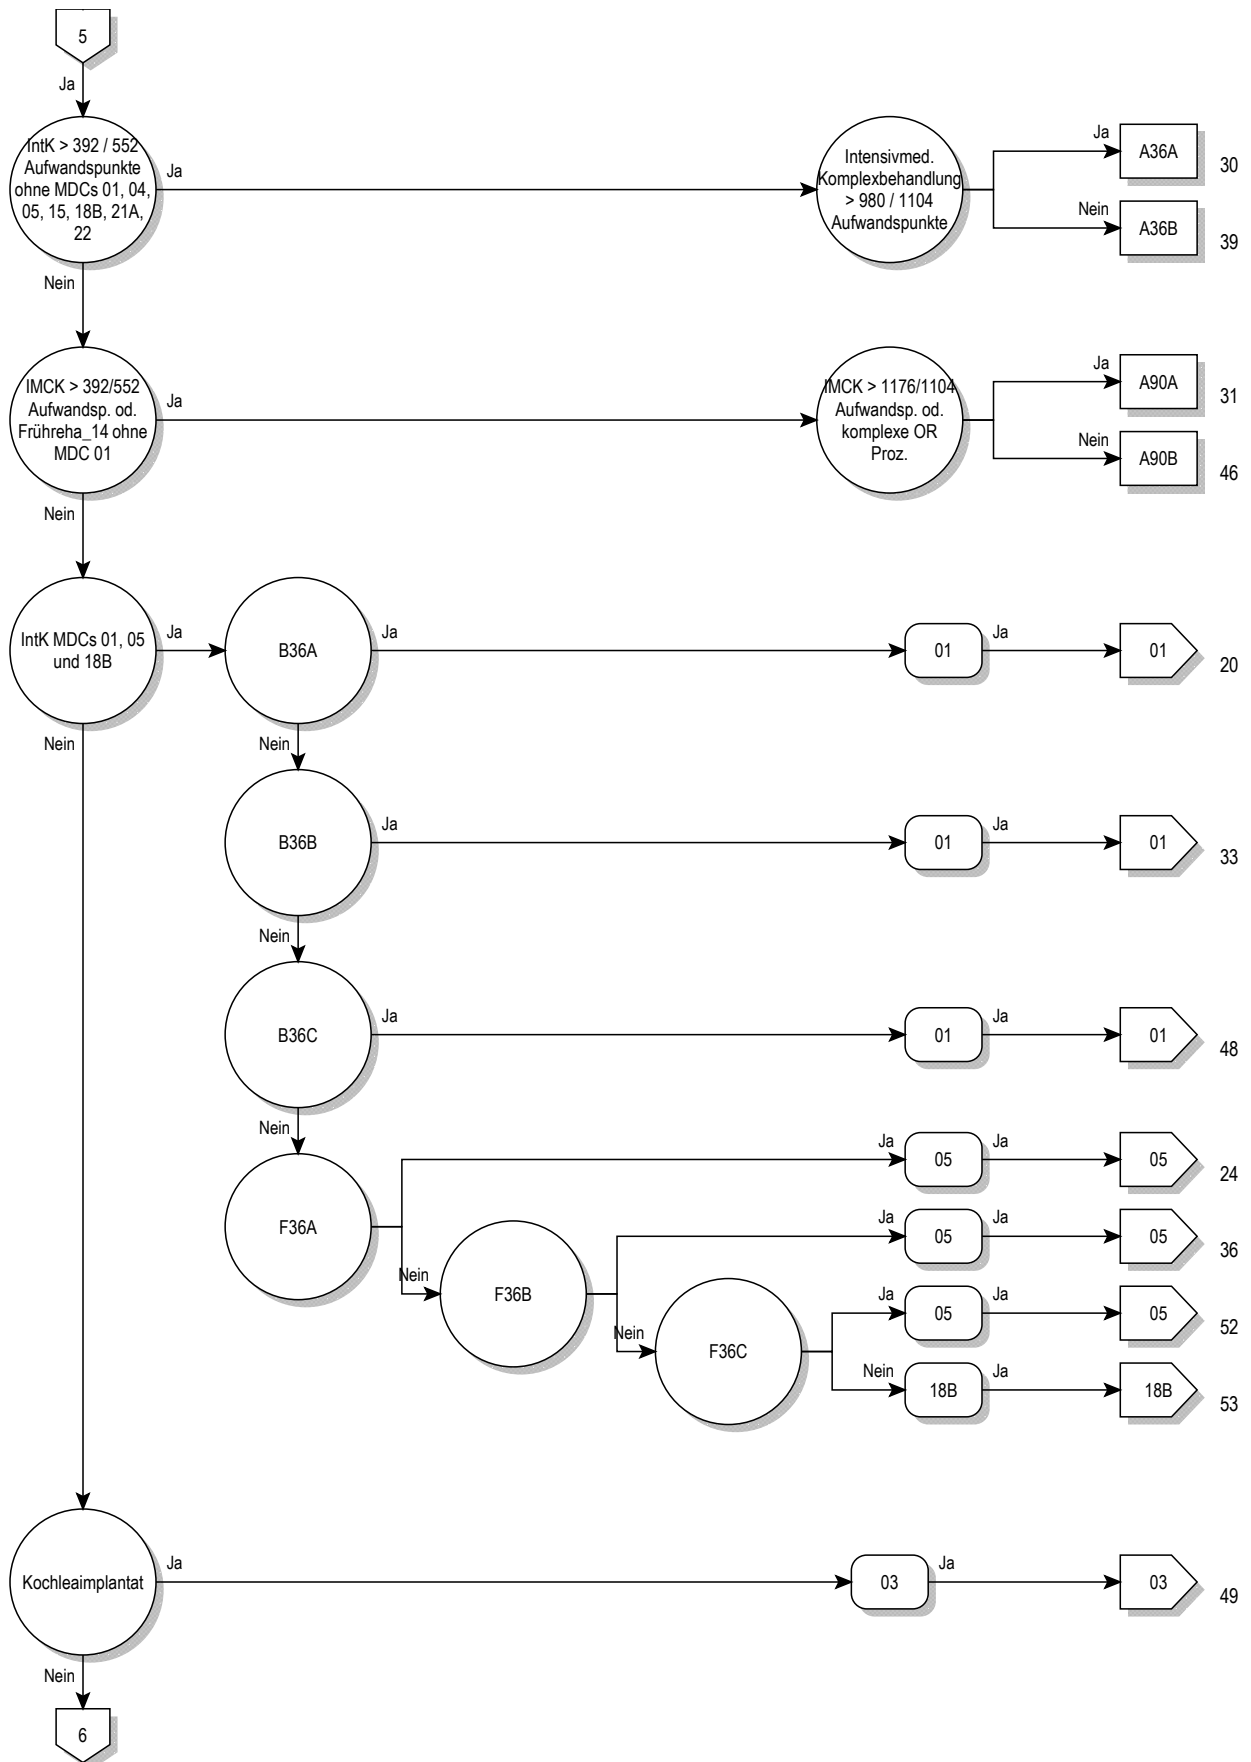 5
Ja
IntK > 392 / 552
Aufwandspunkte
ohne MDCs 01, 04,
05, 15, 18B, 21A,
22
Ja
Intensivmed.
Komplexbehandlung
> 980 / 1104
Aufwandspunkte
Ja
A36A
30
Nein
A36B
39
Nein
IMCK > 392/552
Aufwandsp. od.
Frühreha_14 ohne
MDC 01
Ja
IMCK > 1176/1104
Aufwandsp. od.
komplexe OR
Proz.
Ja
A90A
31
Nein
A90B
46
Nein
IntK MDCs 01, 05
und 18B
Ja
B36A
Ja
01
Ja
01
20
Nein
Nein
B36B
Ja
01
Ja
01
33
Nein
B36C
Ja
01
Ja
01
48
Nein
F36A
Ja
05
Ja
05
24
Nein
F36B
Ja
05
Ja
05
36
Nein
F36C
Ja
05
Ja
05
52
Nein
18B
Ja
18B
53
Kochleaimplantat
Ja
03
Ja
03
49
Nein
6